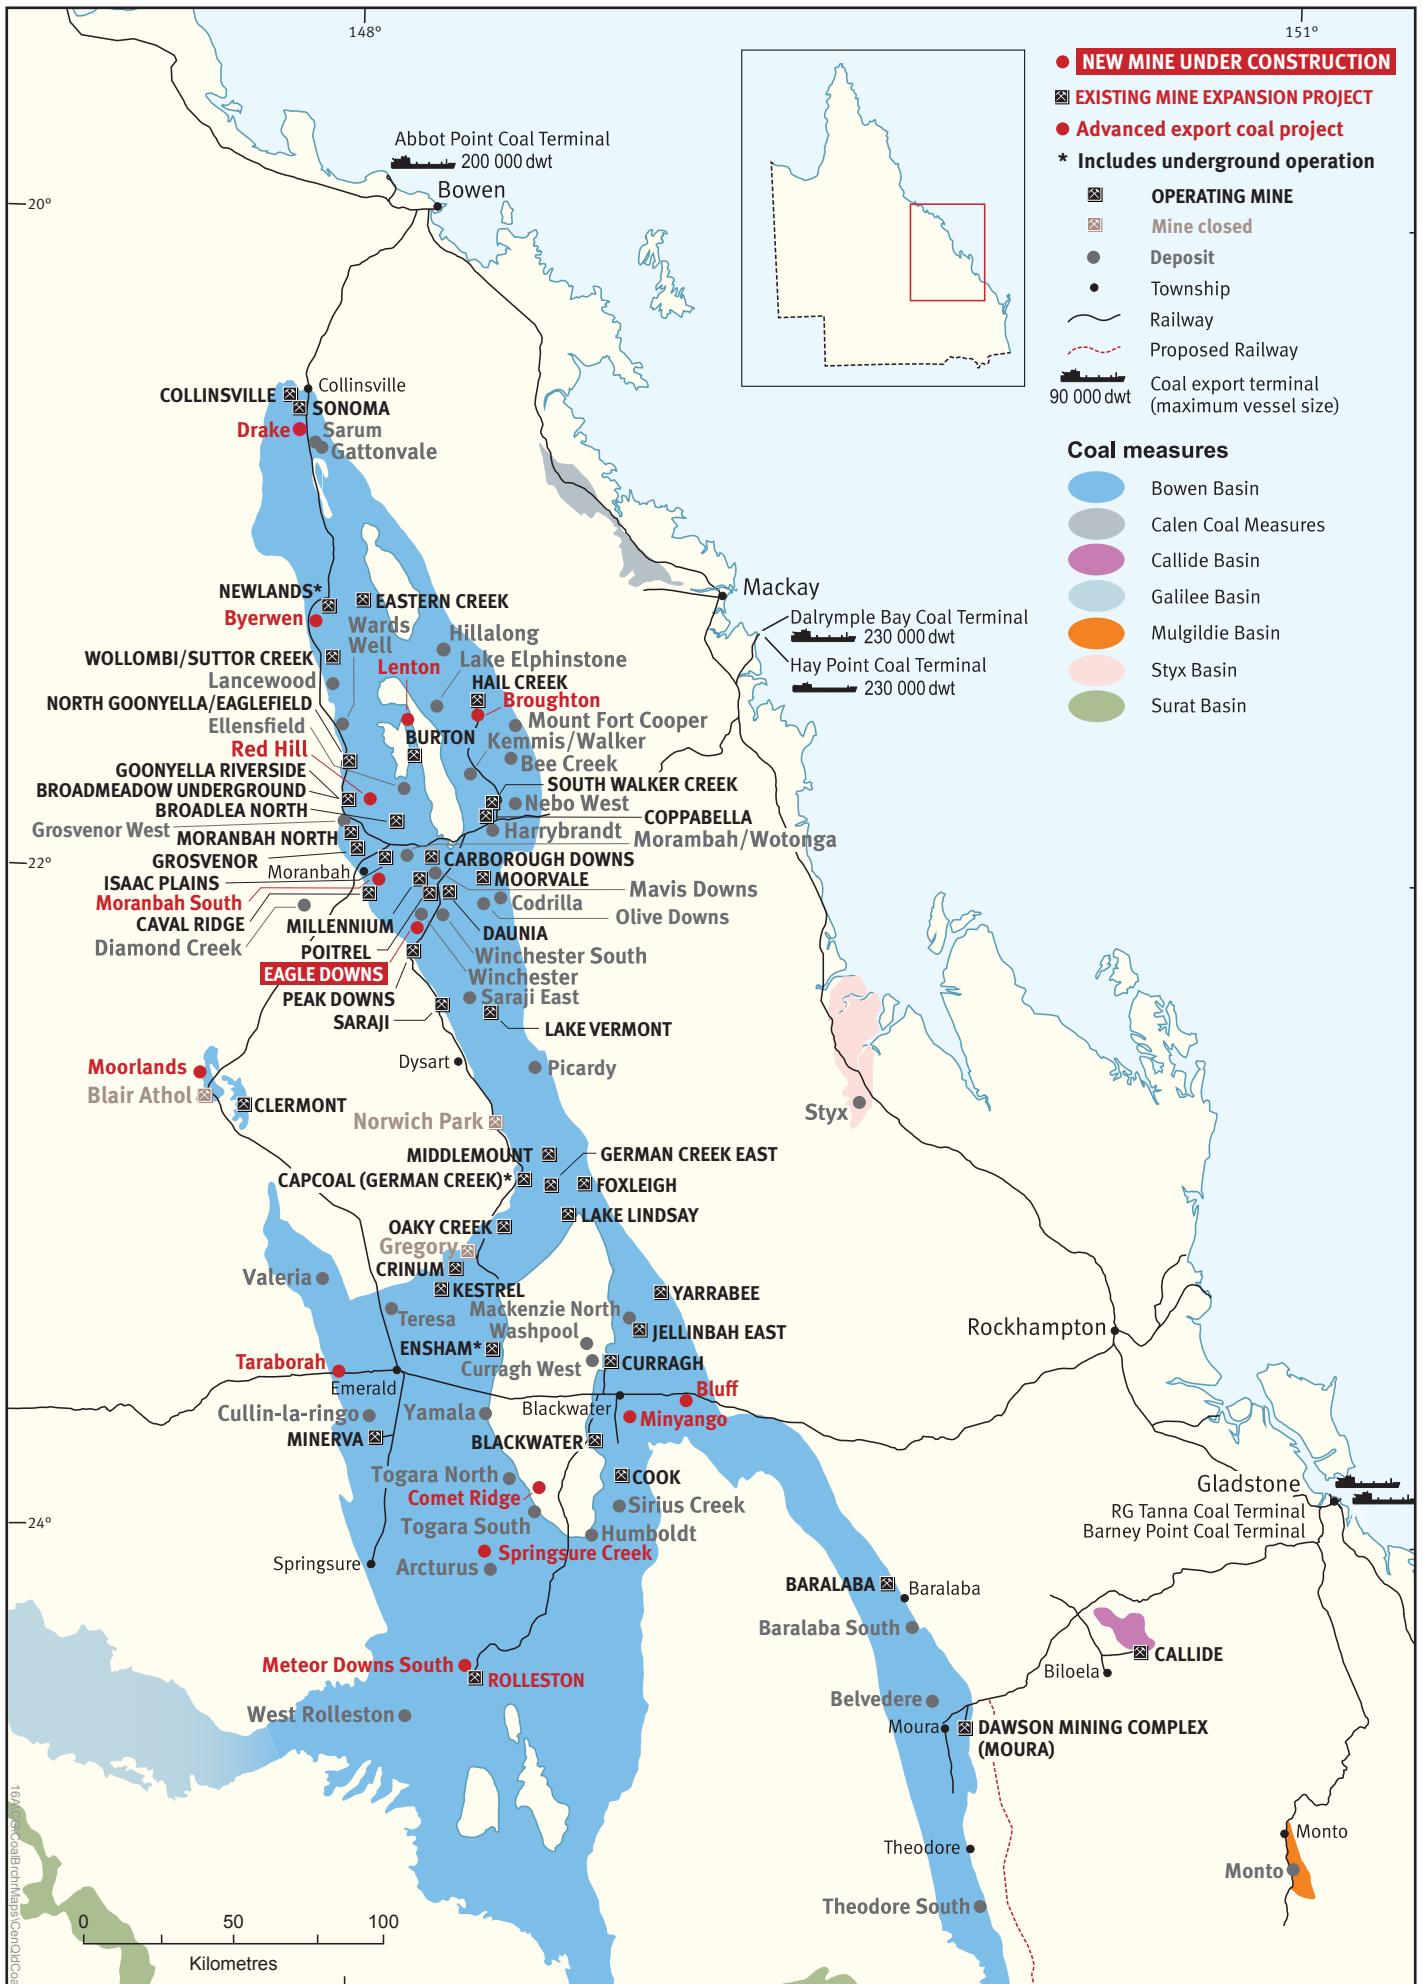 148°
151°
NEW MINE UNDER CONSTRUCTION
EXISTING MINE EXPANSION PROJECT
Advanced export coal project
* Includes underground operation
OPERATING MINE
Mine closed
Deposit
Township
Railway
Proposed Railway
90 000 dwt
Coal export terminal
(maximum vessel size)
Coal measures
Bowen Basin
Calen Coal Measures
Callide Basin
Galilee Basin
Mulgildie Basin
Styx Basin
Surat Basin
Abbot Point Coal Terminal
200 000 dwt
Bowen
20°
Collinsville
COLLINSVILLE
SONOMA
Drake
Sarum
Gattonvale
Mackay
Dalrymple Bay Coal Terminal
230 000 dwt
Hay Point Coal Terminal
230 000 dwt
NEWLANDS*
EASTERN CREEK
Byerwen
Wards
Well
Hillalong
WOLLOMBI/SUTTOR CREEK
Lake Elphinstone
Lenton
Lancewood
HAIL CREEK
Broughton
NORTH GOONYELLA/EAGLEFIELD
Ellensfield
Mount Fort Cooper
BURTON
Kemmis/Walker
Red Hill
Bee Creek
GOONYELLA RIVERSIDE
SOUTH WALKER CREEK
BROADMEADOW UNDERGROUND
Nebo West
BROADLEA NORTH
COPPABELLA
Grosvenor West
Harrybrandt
MORANBAH NORTH
Morambah/Wotonga
GROSVENOR
CARBOROUGH DOWNS
22°
Moranbah
ISAAC PLAINS
MOORVALE
Mavis Downs
Moranbah South
Codrilla
CAVAL RIDGE
Olive Downs
MILLENNIUM
DAUNIA
Diamond Creek
POITREL
Winchester South
EAGLE DOWNS
Winchester
PEAK DOWNS
Saraji East
SARAJI
LAKE VERMONT
Dysart
Picardy
Moorlands
Blair Athol
CLERMONT
Styx
Norwich Park
MIDDLEMOUNT
GERMAN CREEK EAST
CAPCOAL (GERMAN CREEK)*
FOXLEIGH
LAKE LINDSAY
OAKY CREEK
Gregory
CRINUM
Valeria
KESTREL
YARRABEE
Mackenzie North
Teresa
Washpool
JELLINBAH EAST
Rockhampton
ENSHAM*
Curragh West
CURRAGH
Taraborah
Emerald
Bluff
Blackwater
Minyango
Cullin-la-ringo
Yamala
MINERVA
BLACKWATER
Togara North
COOK
Comet Ridge
Sirius Creek
Togara South
Humboldt
Gladstone
RG Tanna Coal Terminal
Barney Point Coal Terminal
24°
Springsure
Springsure Creek
Arcturus
BARALABA
Baralaba
Baralaba South
CALLIDE
Biloela
Meteor Downs South
ROLLESTON
West Rolleston
Belvedere
Moura
DAWSON MINING COMPLEX
(MOURA)
Theodore
Monto
Monto
Theodore South
0 50 100
Kilometres